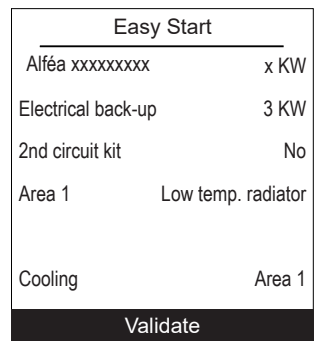 Easy Start
Alféa xxxxxxxxx x KW
Electrical back-up 3 KW
2nd circuit kit No
Area 1 Low temp. radiator
Cooling Area 1
Validate